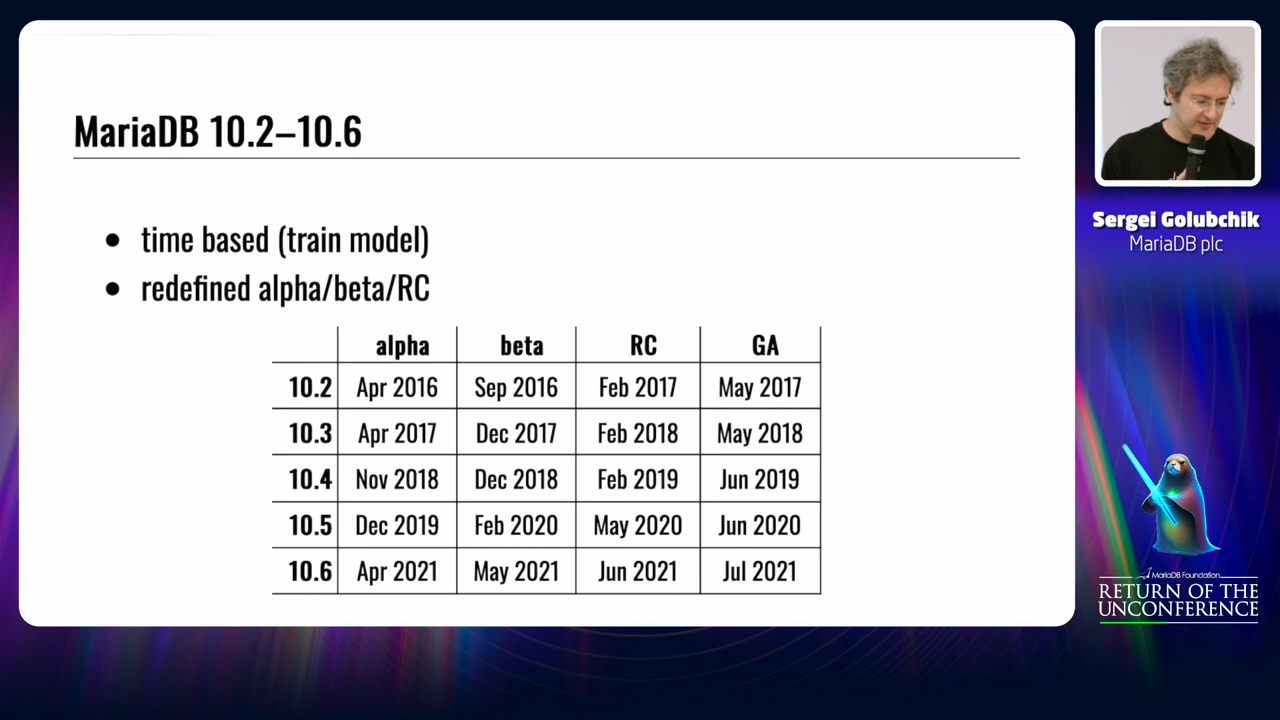 MariaDB 10.2–10.6
• time based (train model)
• redefined alpha/beta/RC
alpha beta RC GA
10.2 Apr 2016 Sep 2016 Feb 2017 May 2017
10.3 Apr 2017 Dec 2017 Feb 2018 May 2018
10.4 Nov 2018 Dec 2018 Feb 2019 Jun 2019
10.5 Dec 2019 Feb 2020 May 2020 Jun 2020
10.6 Apr 2021 May 2021 Jun 2021 Jul 2021
Sergei Golubchik
MariaDB plc
MariaDB Foundation
RETURN OF THE
UNCONFERENCE